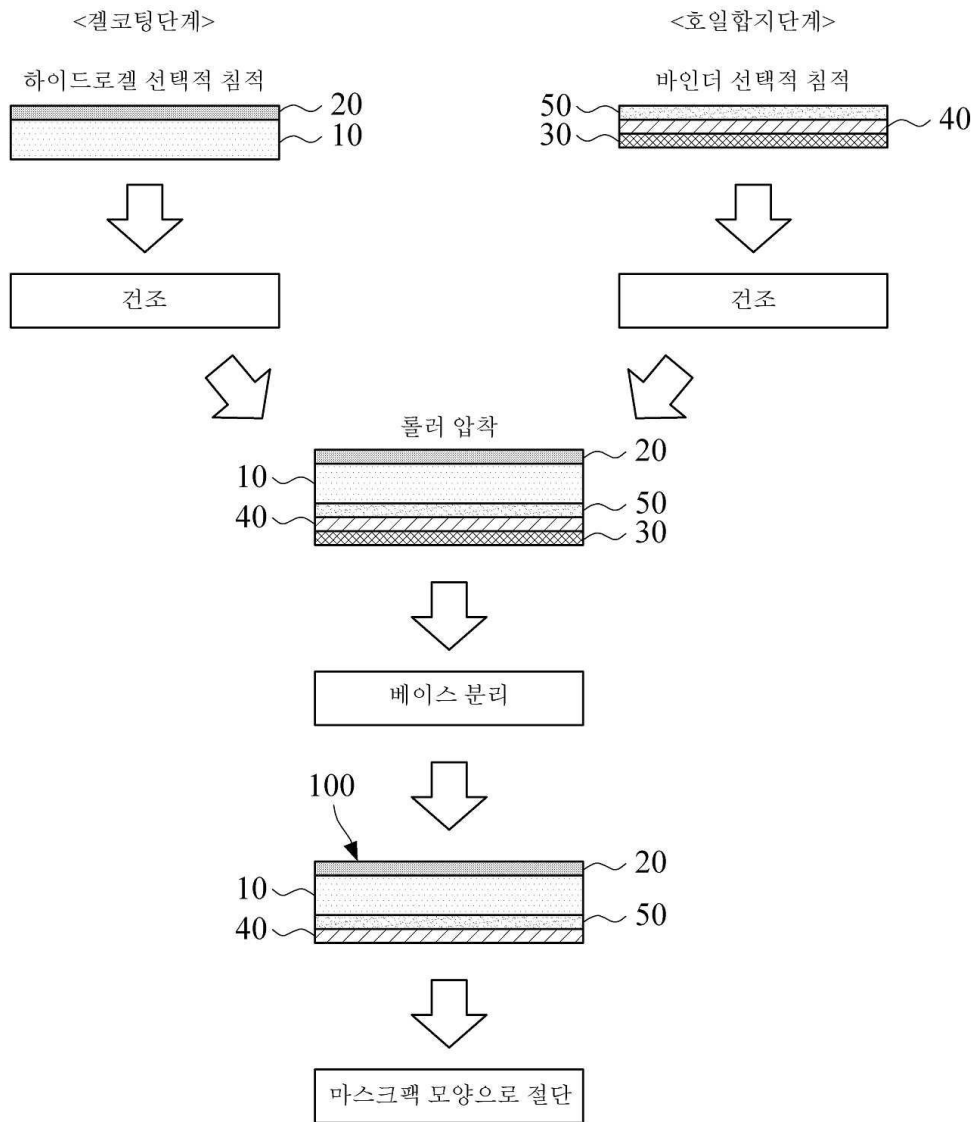 <겔코팅단계>
<호일합지단계>
하이드로겔 선택적 침적
바인더 선택적 침적
20
10
50
30
40
건조
건조
롤러 압착
10
40
20
50
30
베이스 분리
100
10
40
20
50
마스크팩 모양으로 절단